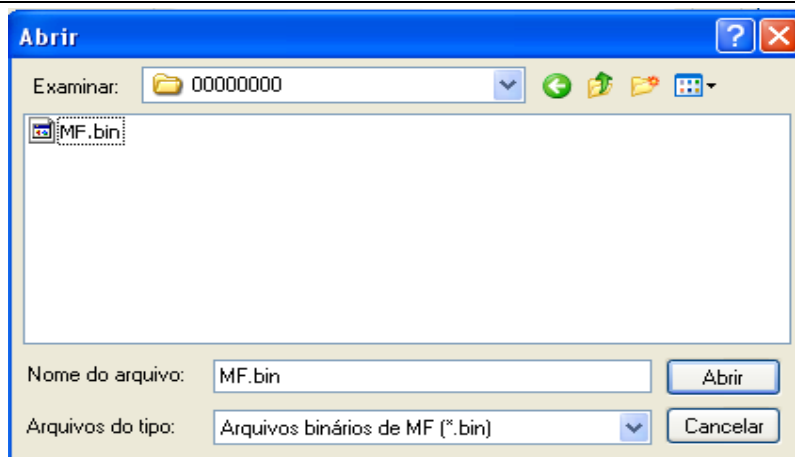 Abrir
Examinar: 00000000
MF.bin
Nome do arquivo: MF.bin Abrir
Arquivos do tipo: Arquivos binários de MF (*.bin) Cancelar